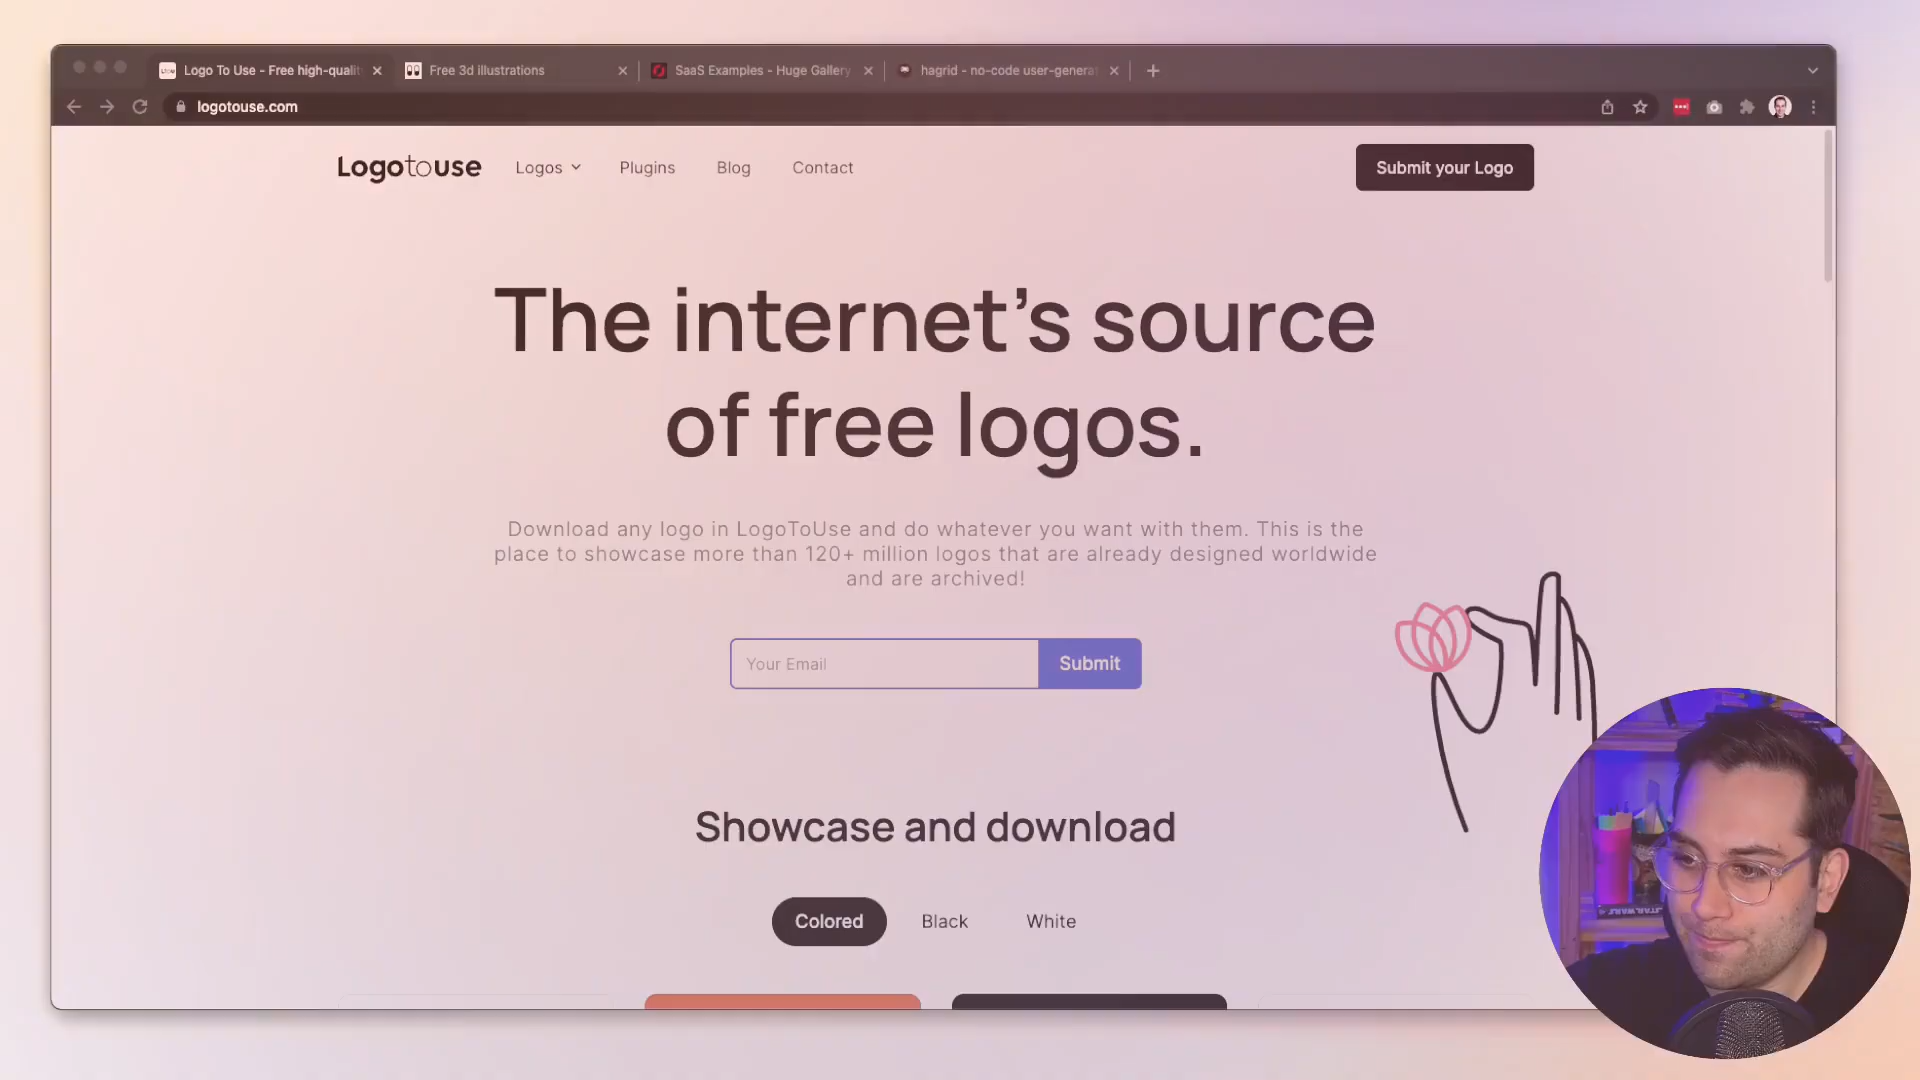 Logo To Use - Free high-qualit
Free 3d illustrations
SaaS Examples - Huge Gallery
hagrid - no-code user-generat
logotouse.com
Logotouse
Logos
Plugins
Blog
Contact
Submit your Logo
The internet's source
of free logos.
Download any logo in LogoToUse and do whatever you want with them. This is the
place to showcase more than 120+ million logos that are already designed worldwide
and are archived!
Your Email
Submit
Showcase and download
Colored
Black
White
STAR WARS